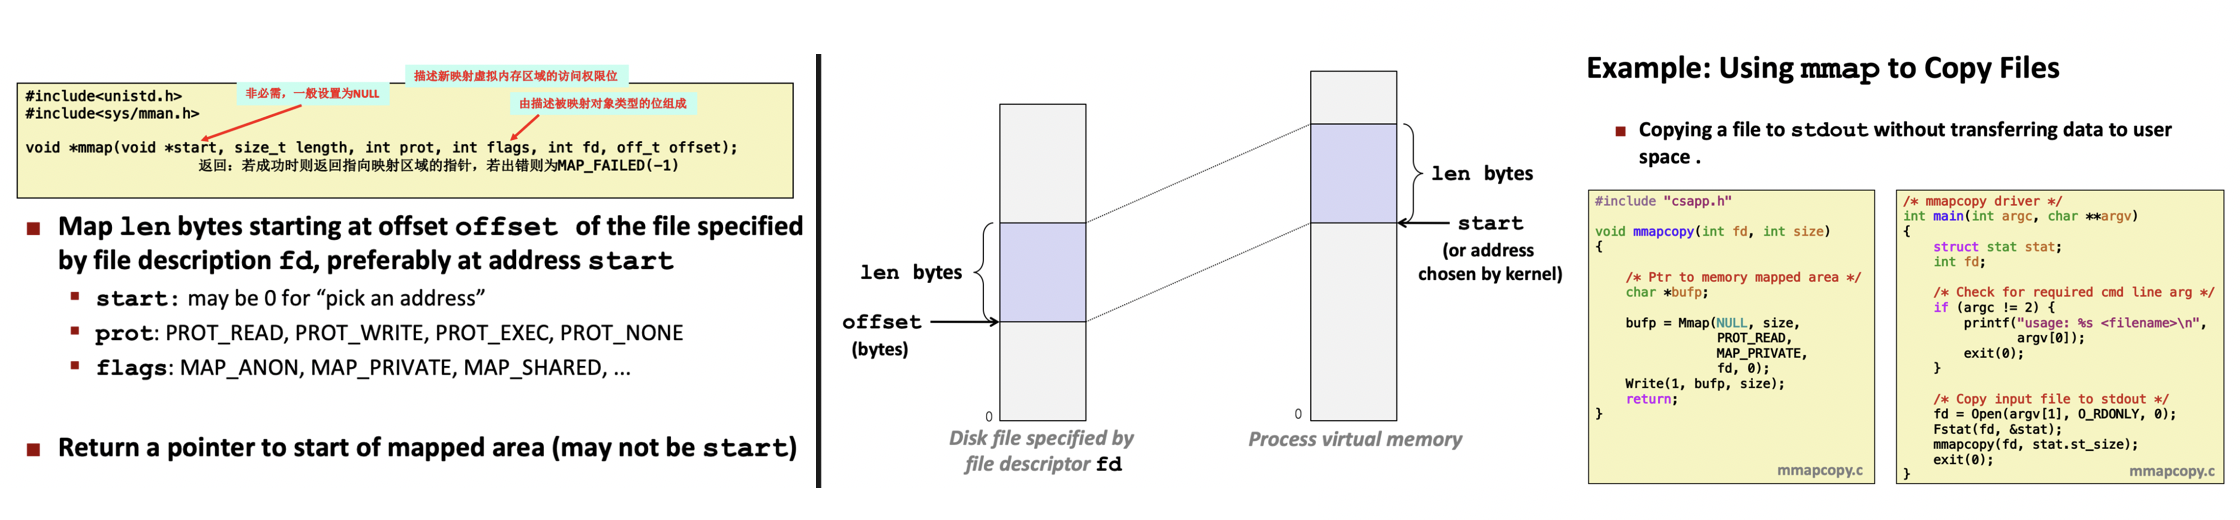 描述新映射虚拟内存区域的访问权限位
非必需，一般设置为NULL
由描述被映射对象类型的位组成
#include<unistd.h>
#include<sys/mman.h>
void *mmap(void *start, size_t length, int prot, int flags, int fd, off_t offset);
返回：若成功时则返回指向映射区域的指针，若出错则为MAP_FAILED(-1)
Map len bytes starting at offset offset of the file specified
by file description fd, preferably at address start
start: may be 0 for “pick an address”
prot: PROT_READ, PROT_WRITE, PROT_EXEC, PROT_NONE
flags: MAP_ANON, MAP_PRIVATE, MAP_SHARED, ...
Return a pointer to start of mapped area (may not be start)
len bytes
start
(or address
chosen by kernel)
len bytes
offset
(bytes)
0
0
Disk file specified by
file descriptor fd
Process virtual memory
Example: Using mmap to Copy Files
Copying a file to stdout without transferring data to user
space .
#include "csapp.h"
void mmapcopy(int fd, int size)
{
/* Ptr to memory mapped area */
char *bufp;
bufp = Mmap(NULL, size,
PROT_READ,
MAP_PRIVATE,
fd, 0);
Write(1, bufp, size);
return;
}
mmapcopy.c
/* mmapcopy driver */
int main(int argc, char **argv)
{
struct stat stat;
int fd;
/* Check for required cmd line arg */
if (argc != 2) {
printf("usage: %s <filename>\n",
argv[0]);
exit(0);
}
/* Copy input file to stdout */
fd = Open(argv[1], O_RDONLY, 0);
Fstat(fd, &stat);
mmapcopy(fd, stat.st_size);
exit(0);
}
mmapcopy.c